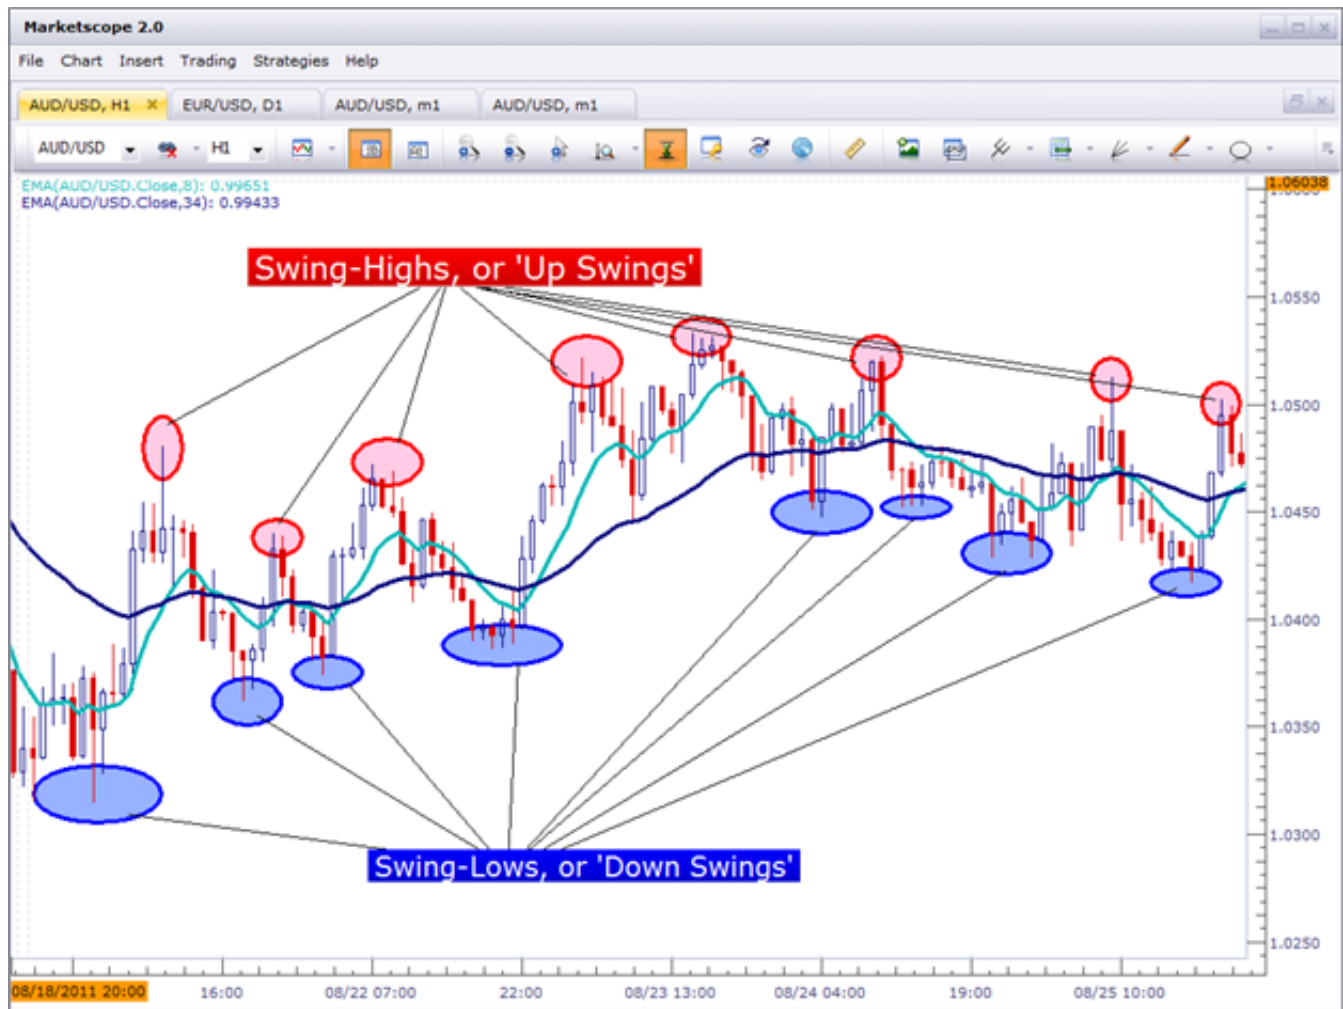 Marketscope 2.0
File Chart Insert Trading Strategies Help
AUD/USD, H1 EUR/USD, D1 AUD/USD, m1 AUD/USD, m1
AUD/USD H1
EMA(AUD/USD.Close,8): 0.99651
EMA(AUD/USD.Close,34): 0.99433
1.06038
Swing-Highs, or 'Up Swings'
1.0550
1.0500
1.0450
1.0400
1.0350
1.0300
Swing-Lows, or 'Down Swings'
1.0250
08/18/2011 20:00 16:00 08/22 07:00 22:00 08/23 13:00 08/24 04:00 19:00 08/25 10:00